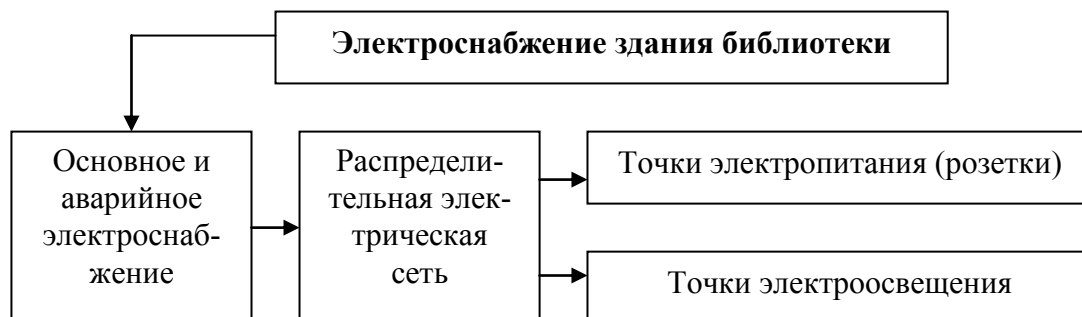 Электроснабжение здания библиотеки
Основное и
аварийное
электроснаб-
жение
Распредели-
тельная элек-
трическая
сеть
Точки электропитания (розетки)
Точки электроосвещения